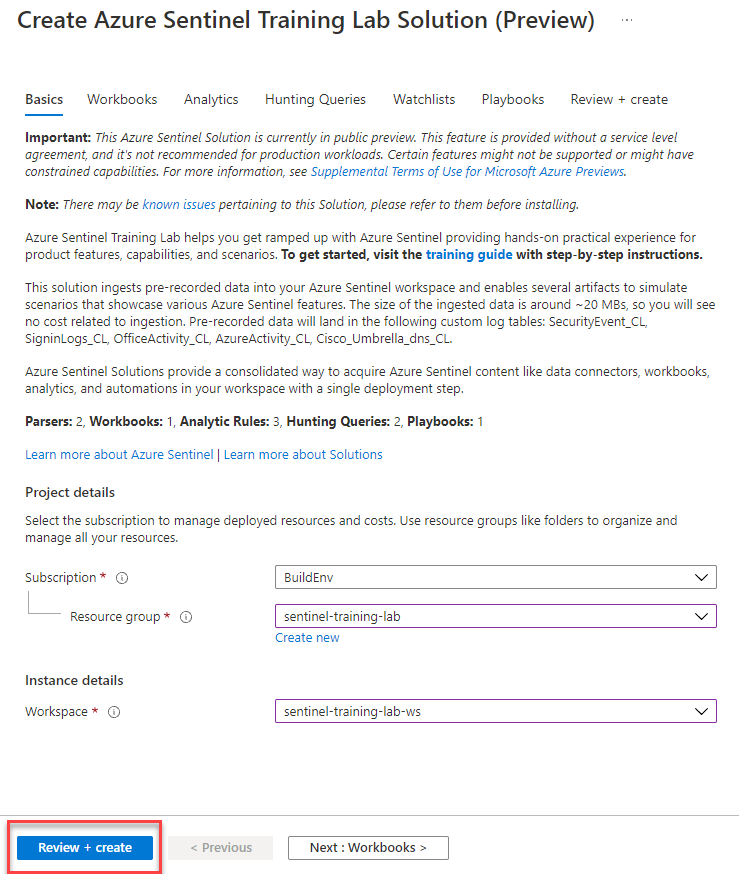 Create Azure Sentinel Training Lab Solution (Preview) ...
Basics Workbooks Analytics Hunting Queries Watchlists Playbooks Review + create
Important: This Azure Sentinel Solution is currently in public preview. This feature is provided without a service level
agreement, and it's not recommended for production workloads. Certain features might not be supported or might have
constrained capabilities. For more information, see Supplemental Terms of Use for Microsoft Azure Previews.
Note: There may be known issues pertaining to this Solution, please refer to them before installing.
Azure Sentinel Training Lab helps you get ramped up with Azure Sentinel providing hands-on practical experience for
product features, capabilities, and scenarios. To get started, visit the training guide with step-by-step instructions.
This solution ingests pre-recorded data into your Azure Sentinel workspace and enables several artifacts to simulate
scenarios that showcase various Azure Sentinel features. The size of the ingested data is around ~20 MBs, so you will see
no cost related to ingestion. Pre-recorded data will land in the following custom log tables: SecurityEvent_CL,
SigninLogs_CL, OfficeActivity_CL, AzureActivity_CL, Cisco_Umbrella_dns_CL.
Azure Sentinel Solutions provide a consolidated way to acquire Azure Sentinel content like data connectors, workbooks,
analytics, and automations in your workspace with a single deployment step.
Parsers: 2, Workbooks: 1, Analytic Rules: 3, Hunting Queries: 2, Playbooks: 1
Learn more about Azure Sentinel | Learn more about Solutions
Project details
Select the subscription to manage deployed resources and costs. Use resource groups like folders to organize and
manage all your resources.
Subscription * BuildEnv
Resource group * sentinel-training-lab
Create new
Instance details
Workspace * sentinel-training-lab-ws
Review + create < Previous Next : Workbooks >